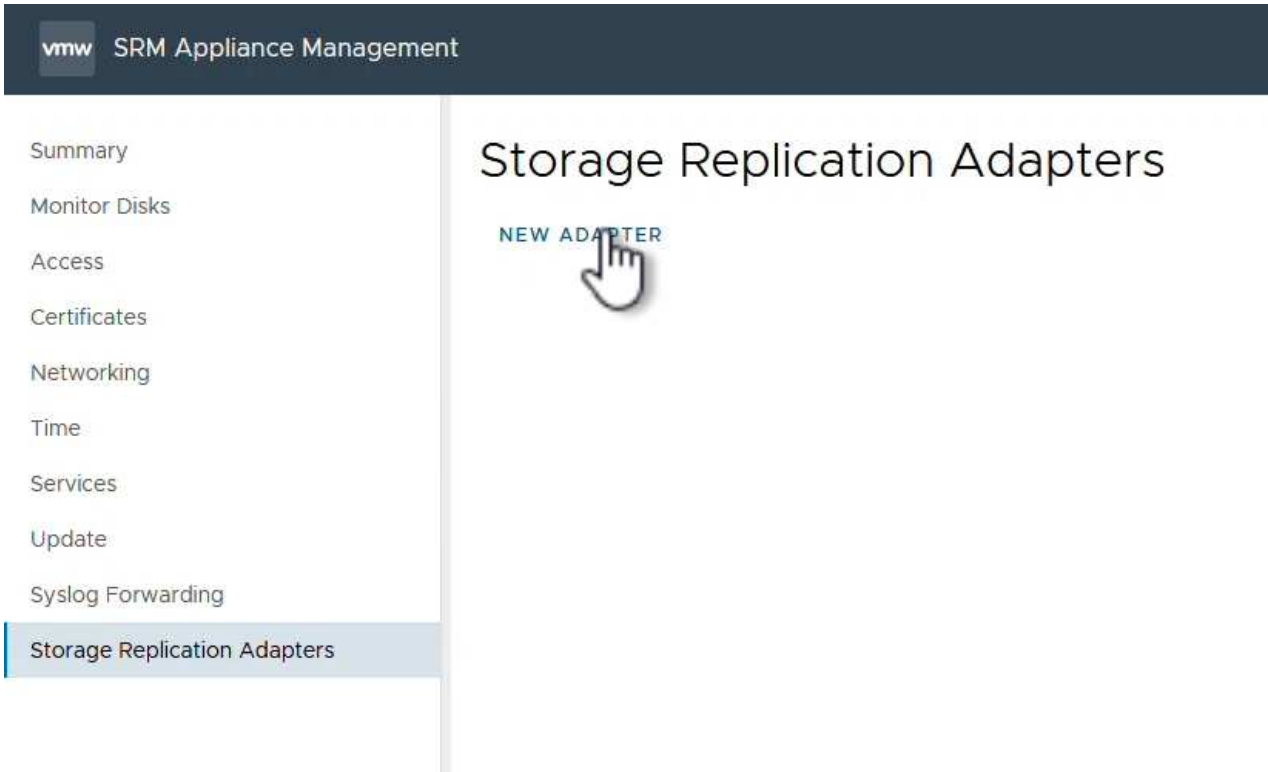 vmw SRM Appliance Management
Summary
Monitor Disks
Access
Certificates
Networking
Time
Services
Update
Syslog Forwarding
Storage Replication Adapters
Storage Replication Adapters
NEW ADAPTER